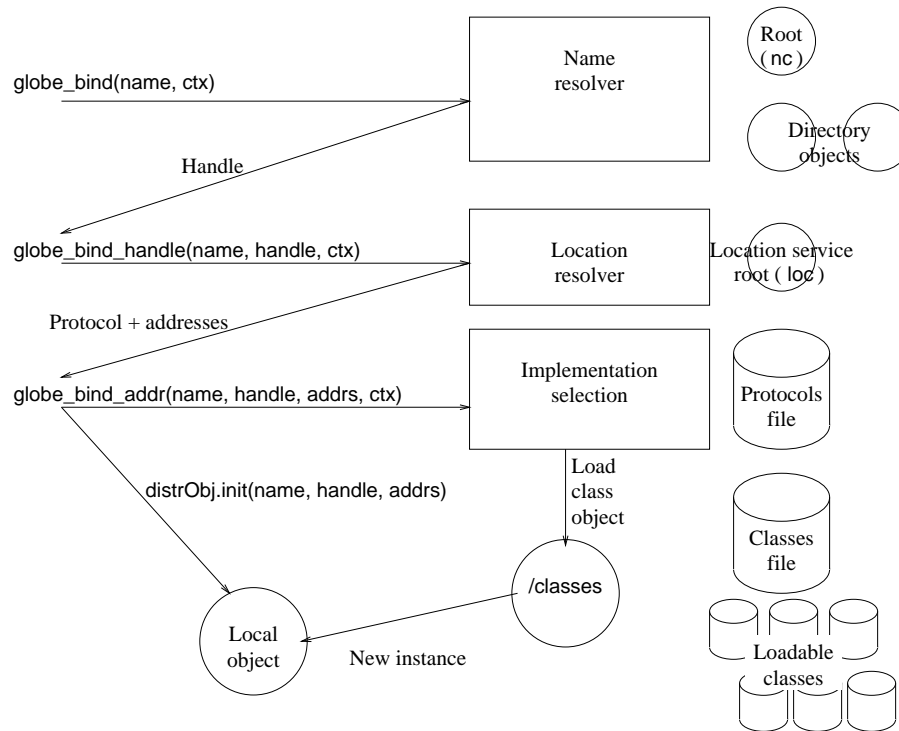 Name
resolver
Root
( nc )
globe_bind(name, ctx)
Directory
objects
Handle
globe_bind_handle(name, handle, ctx)
Location
resolver
Location service
root ( loc )
Protocol + addresses
Implementation
selection
globe_bind_addr(name, handle, addrs, ctx)
Protocols
file
Load
class
object
distrObj.init(name, handle, addrs)
Classes
file
/classes
Local
object
New instance
Loadable
classes